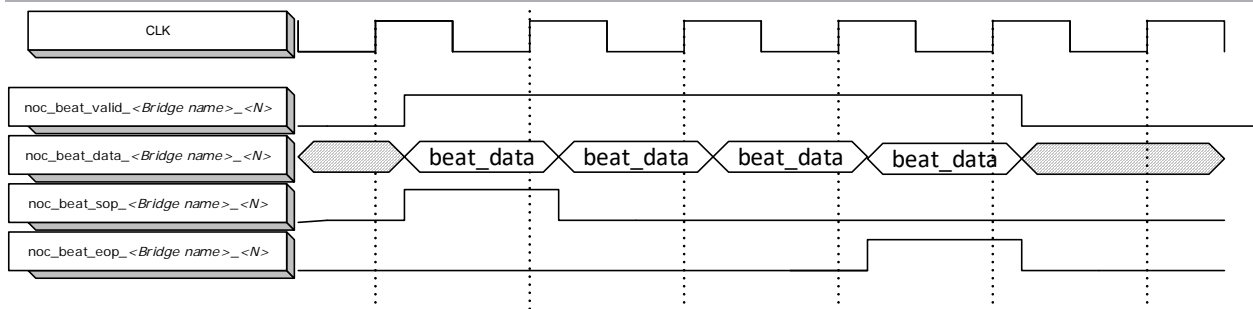 CLK
noc_beat_valid_<Bridge name>_<N>
noc_beat_data_<Bridge name>_<N>
beat_data beat_data beat_data beat_data
noc_beat_sop_<Bridge name>_<N>
noc_beat_eop_<Bridge name>_<N>